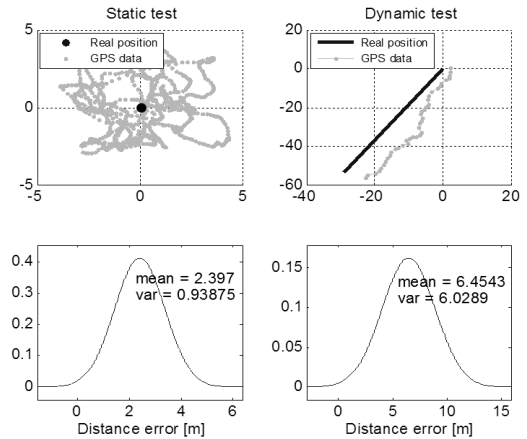 Static test
5
0
5
-5
0
5
Real position
GPS data
Dynamic test
20
0
-20
-40
-60
-40
-20
0
20
Real position
GPS data
0.4
0.3
0.2
0.1
0
0
2
4
6
mean = 2.397
var = 0.93875
Distance error [m]
0.15
0.1
0.05
0
0
5
10
15
mean = 6.4543
var = 6.0289
Distance error [m]